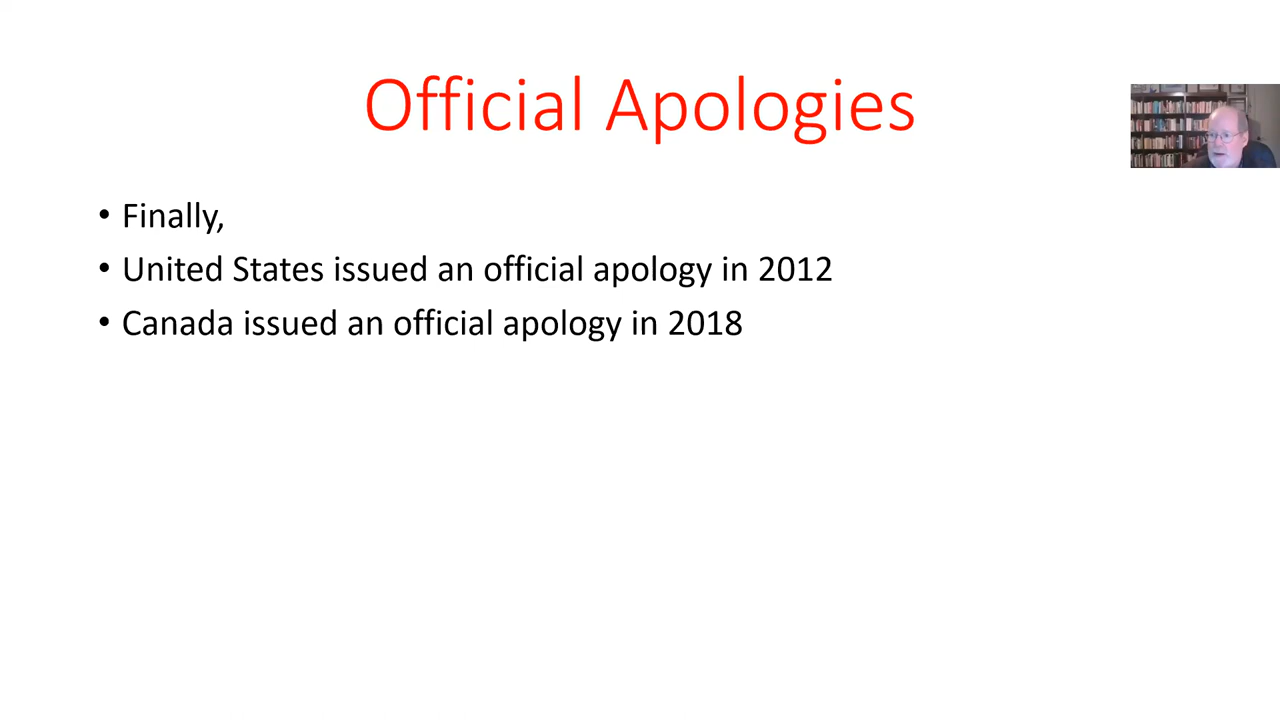 Official Apologies
• Finally,
• United States issued an official apology in 2012
• Canada issued an official apology in 2018